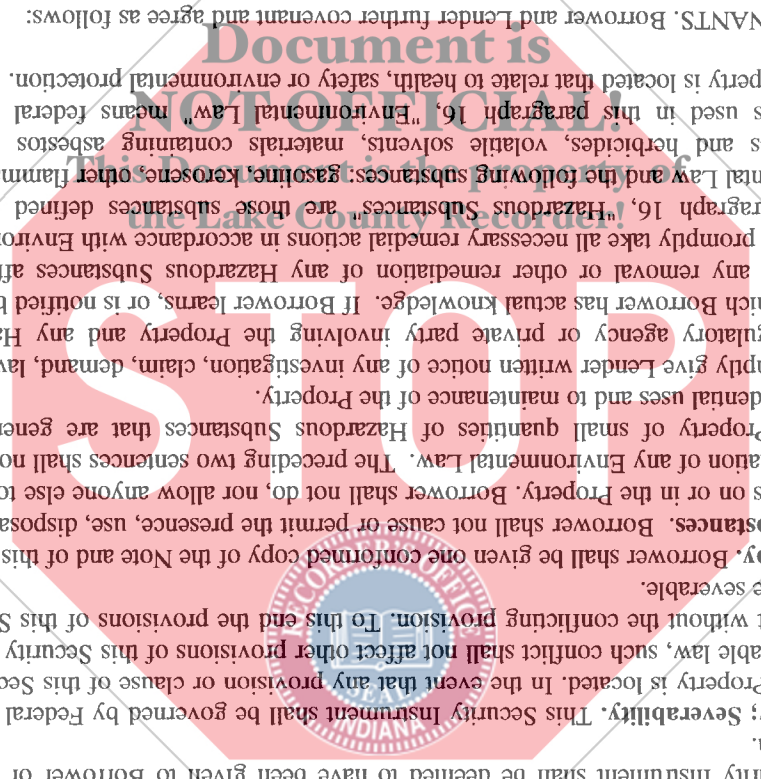 rity Instrument shall be deemed to have been given to Borrower or
; Severability. This Security Instrument shall be governed by Federal
Property is located. In the event that any provision or clause of this Sec
able law, such conflict shall not affect other provisions of this Security
t without the conflicting provision. To this end the provisions of this S
e severable.
oy. Borrower shall be given one conformed copy of the Note and of this
ostances. Borrower shall not cause or permit the presence, use, disposa
s on or in the Property. Borrower shall not do, nor allow anyone else to
ation of any Environmental Law. The preceding two sentences shall no
Property of small quantities of Hazardous Substances that are gener
dential uses and to maintenance of the Property.
mptly give Lender written notice of any investigation, claim, demand, law
gulatory agency or private party involving the Property and any Ha
hich Borrower has actual knowledge. If Borrower learns, or is notified b
any removal or other remediation of any Hazardous Substances aff
promptly take all necessary remedial actions in accordance with Environ
ragraph 16, "Hazardous Substances" are those substances defined
ntal Law and the following substances: gasoline, kerosene, other flamma
s and herbicides, volatile solvents, materials containing asbestos
s used in this paragraph 16, "Environmental Law" means federal
perty is located that relate to health, safety or environmental protection.
NANTS. Borrower and Lender further covenant and agree as follows:
Document is
NOT OFFICIAL!
This Document is the property of
the Lake County Recorder!
STOP
RECORDER'S OFFICE
SEAL
INDIANA